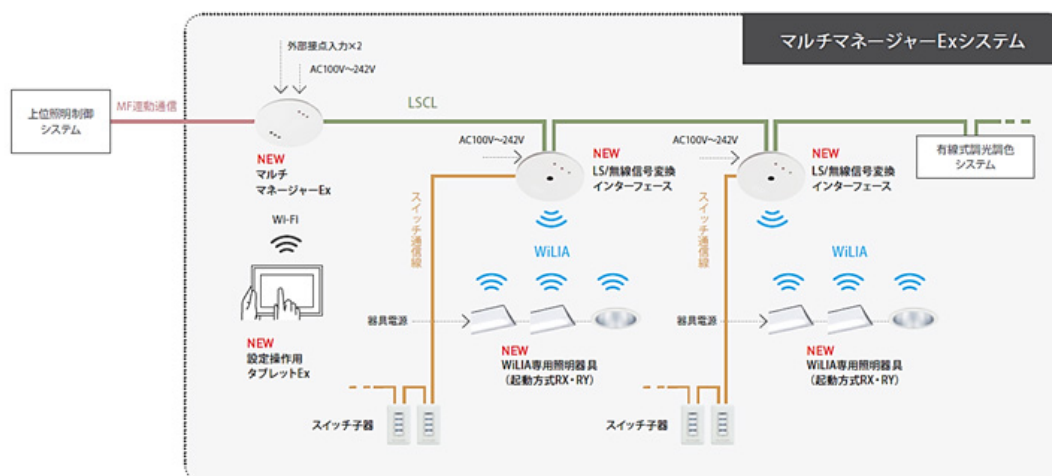 マルチマネージャーExシステム
外部接点入力×2
AC100V〜242V
上位照明制御
システム
MF連動通信
LSCL
NEW
マルチ
マネージャーEx
AC100V〜242V
NEW
LS/無線信号変換
インターフェース
AC100V〜242V
NEW
LS/無線信号変換
インターフェース
有線式調光調色
システム
Wi-Fi
スイッチ通信線
WiLIA
スイッチ通信線
WiLIA
器具電源
器具電源
NEW
設定操作用
タブレットEx
NEW
WiLIA専用照明器具
（起動方式RX・RY）
NEW
WiLIA専用照明器具
（起動方式RX・RY）
スイッチ子器
スイッチ子器